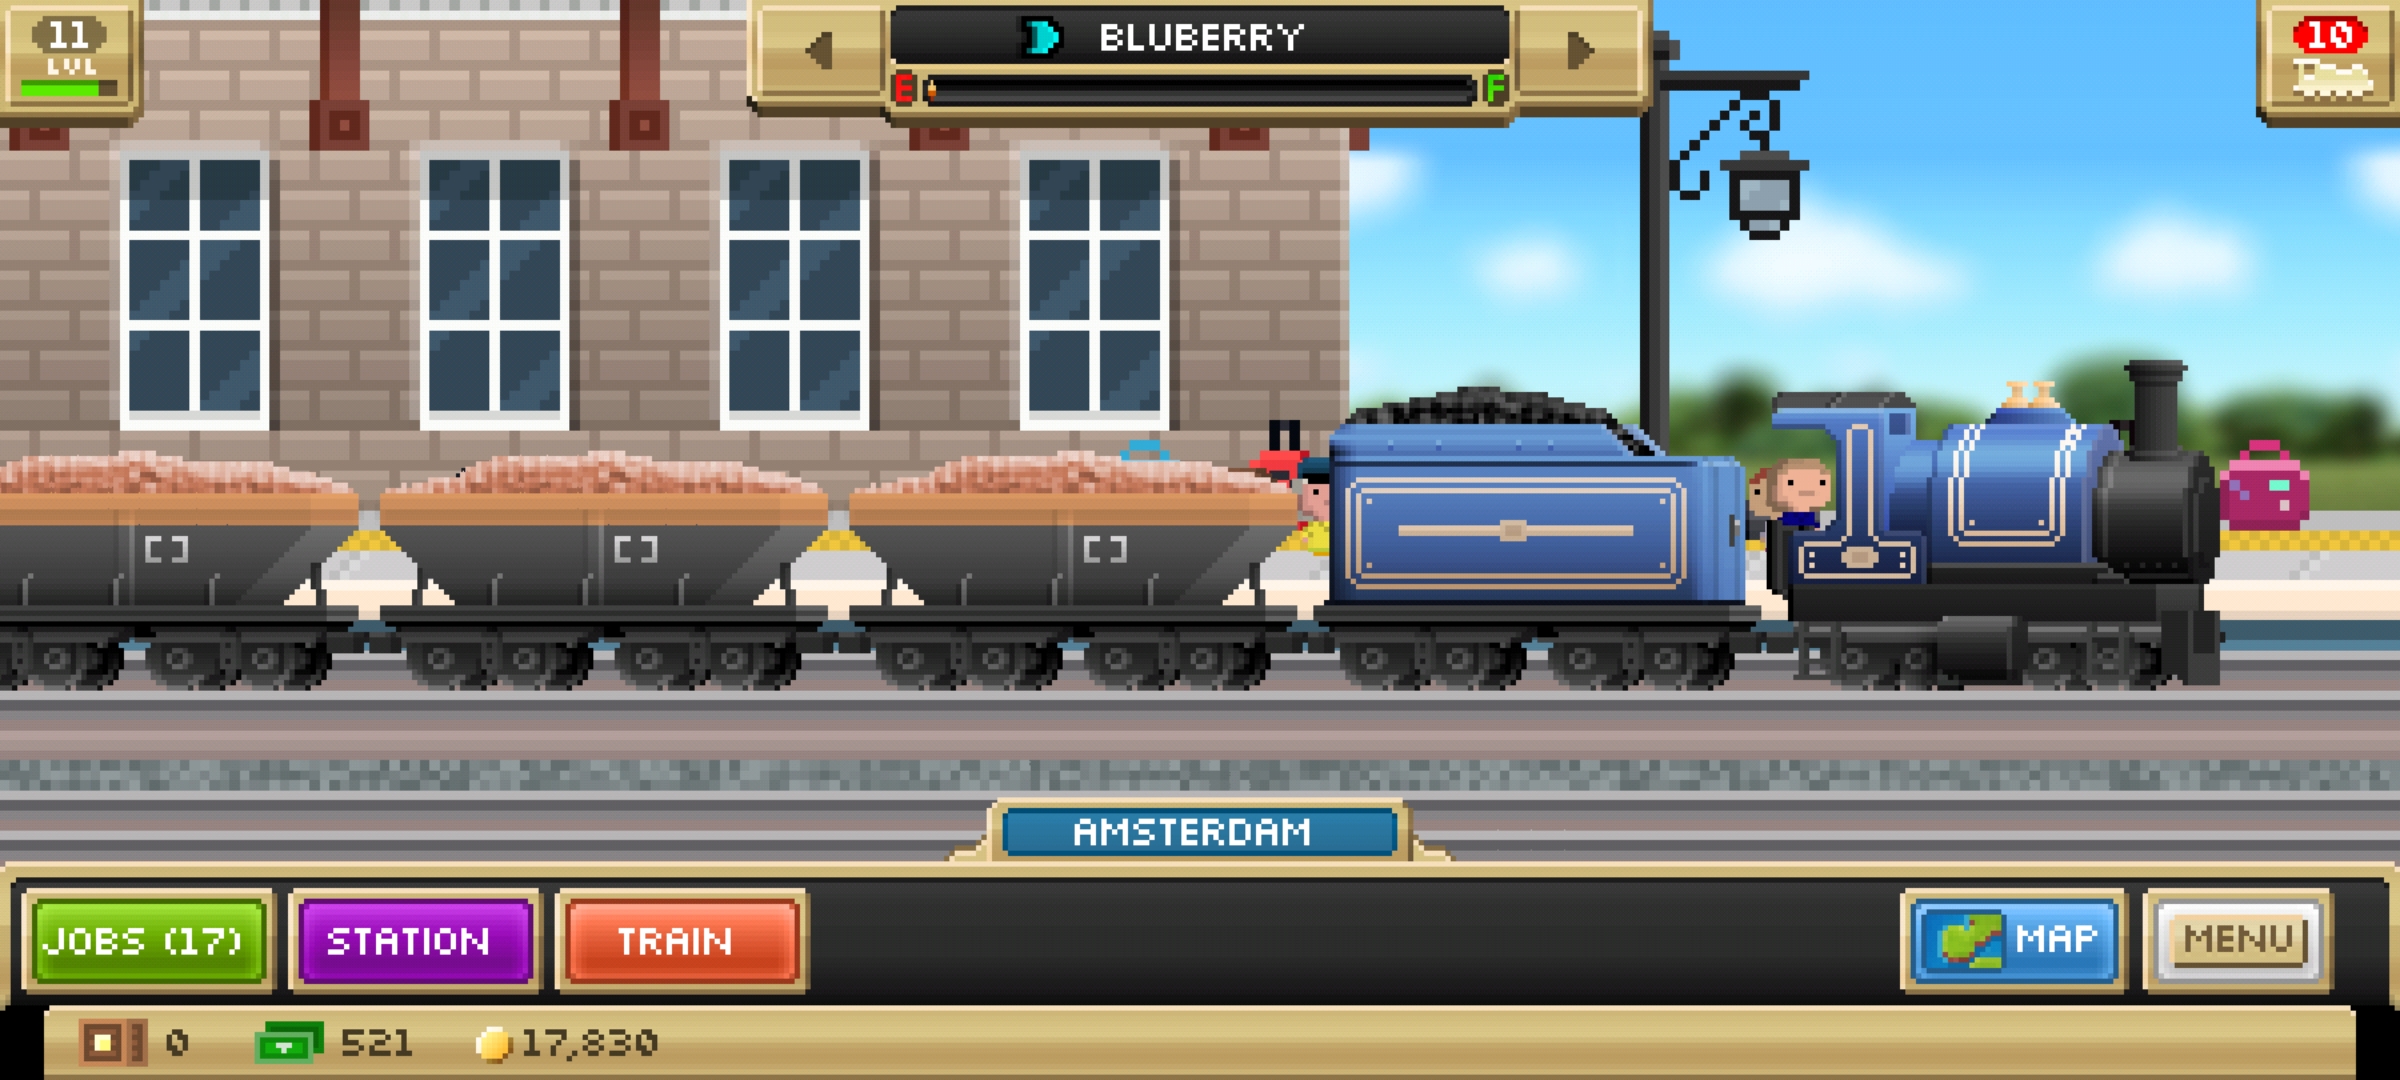 11
LVL
BLUBERRY
E F
10
AMSTERDAM
JOBS (17)
STATION
TRAIN
MAP
MENU
0
521
17,830